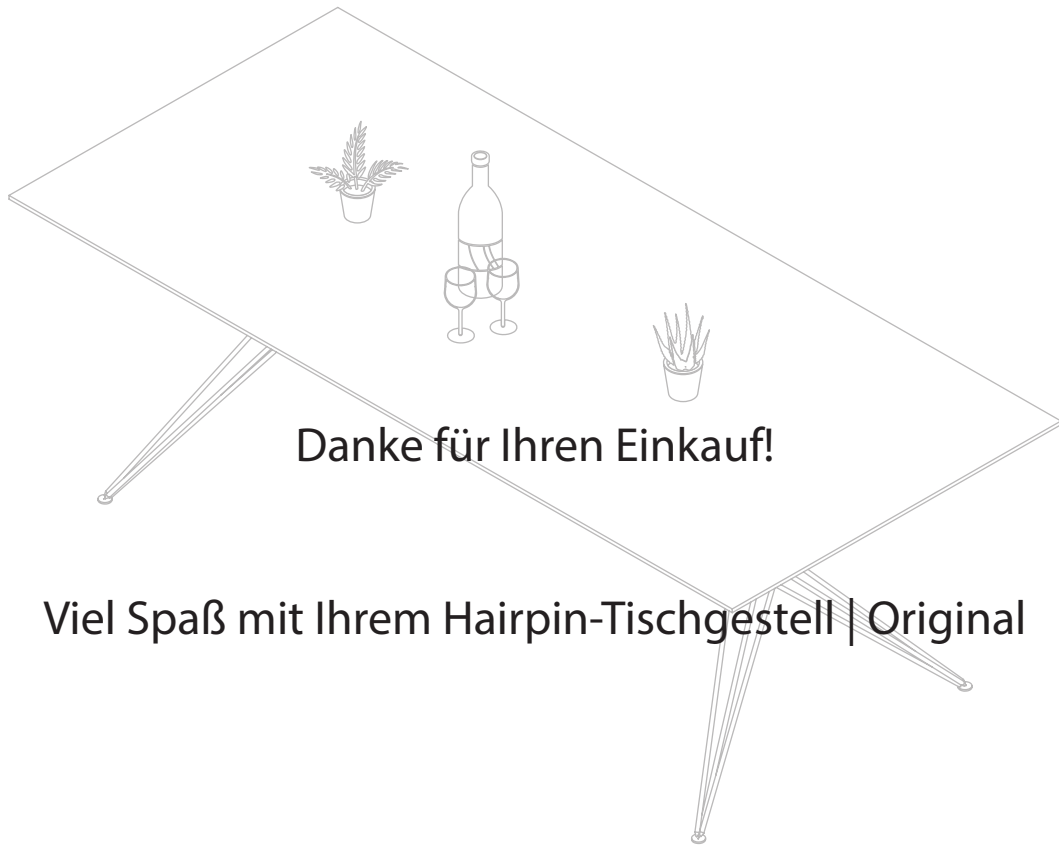 Danke für Ihren Einkauf!
Viel Spaß mit Ihrem Hairpin-Tischgestell | Original